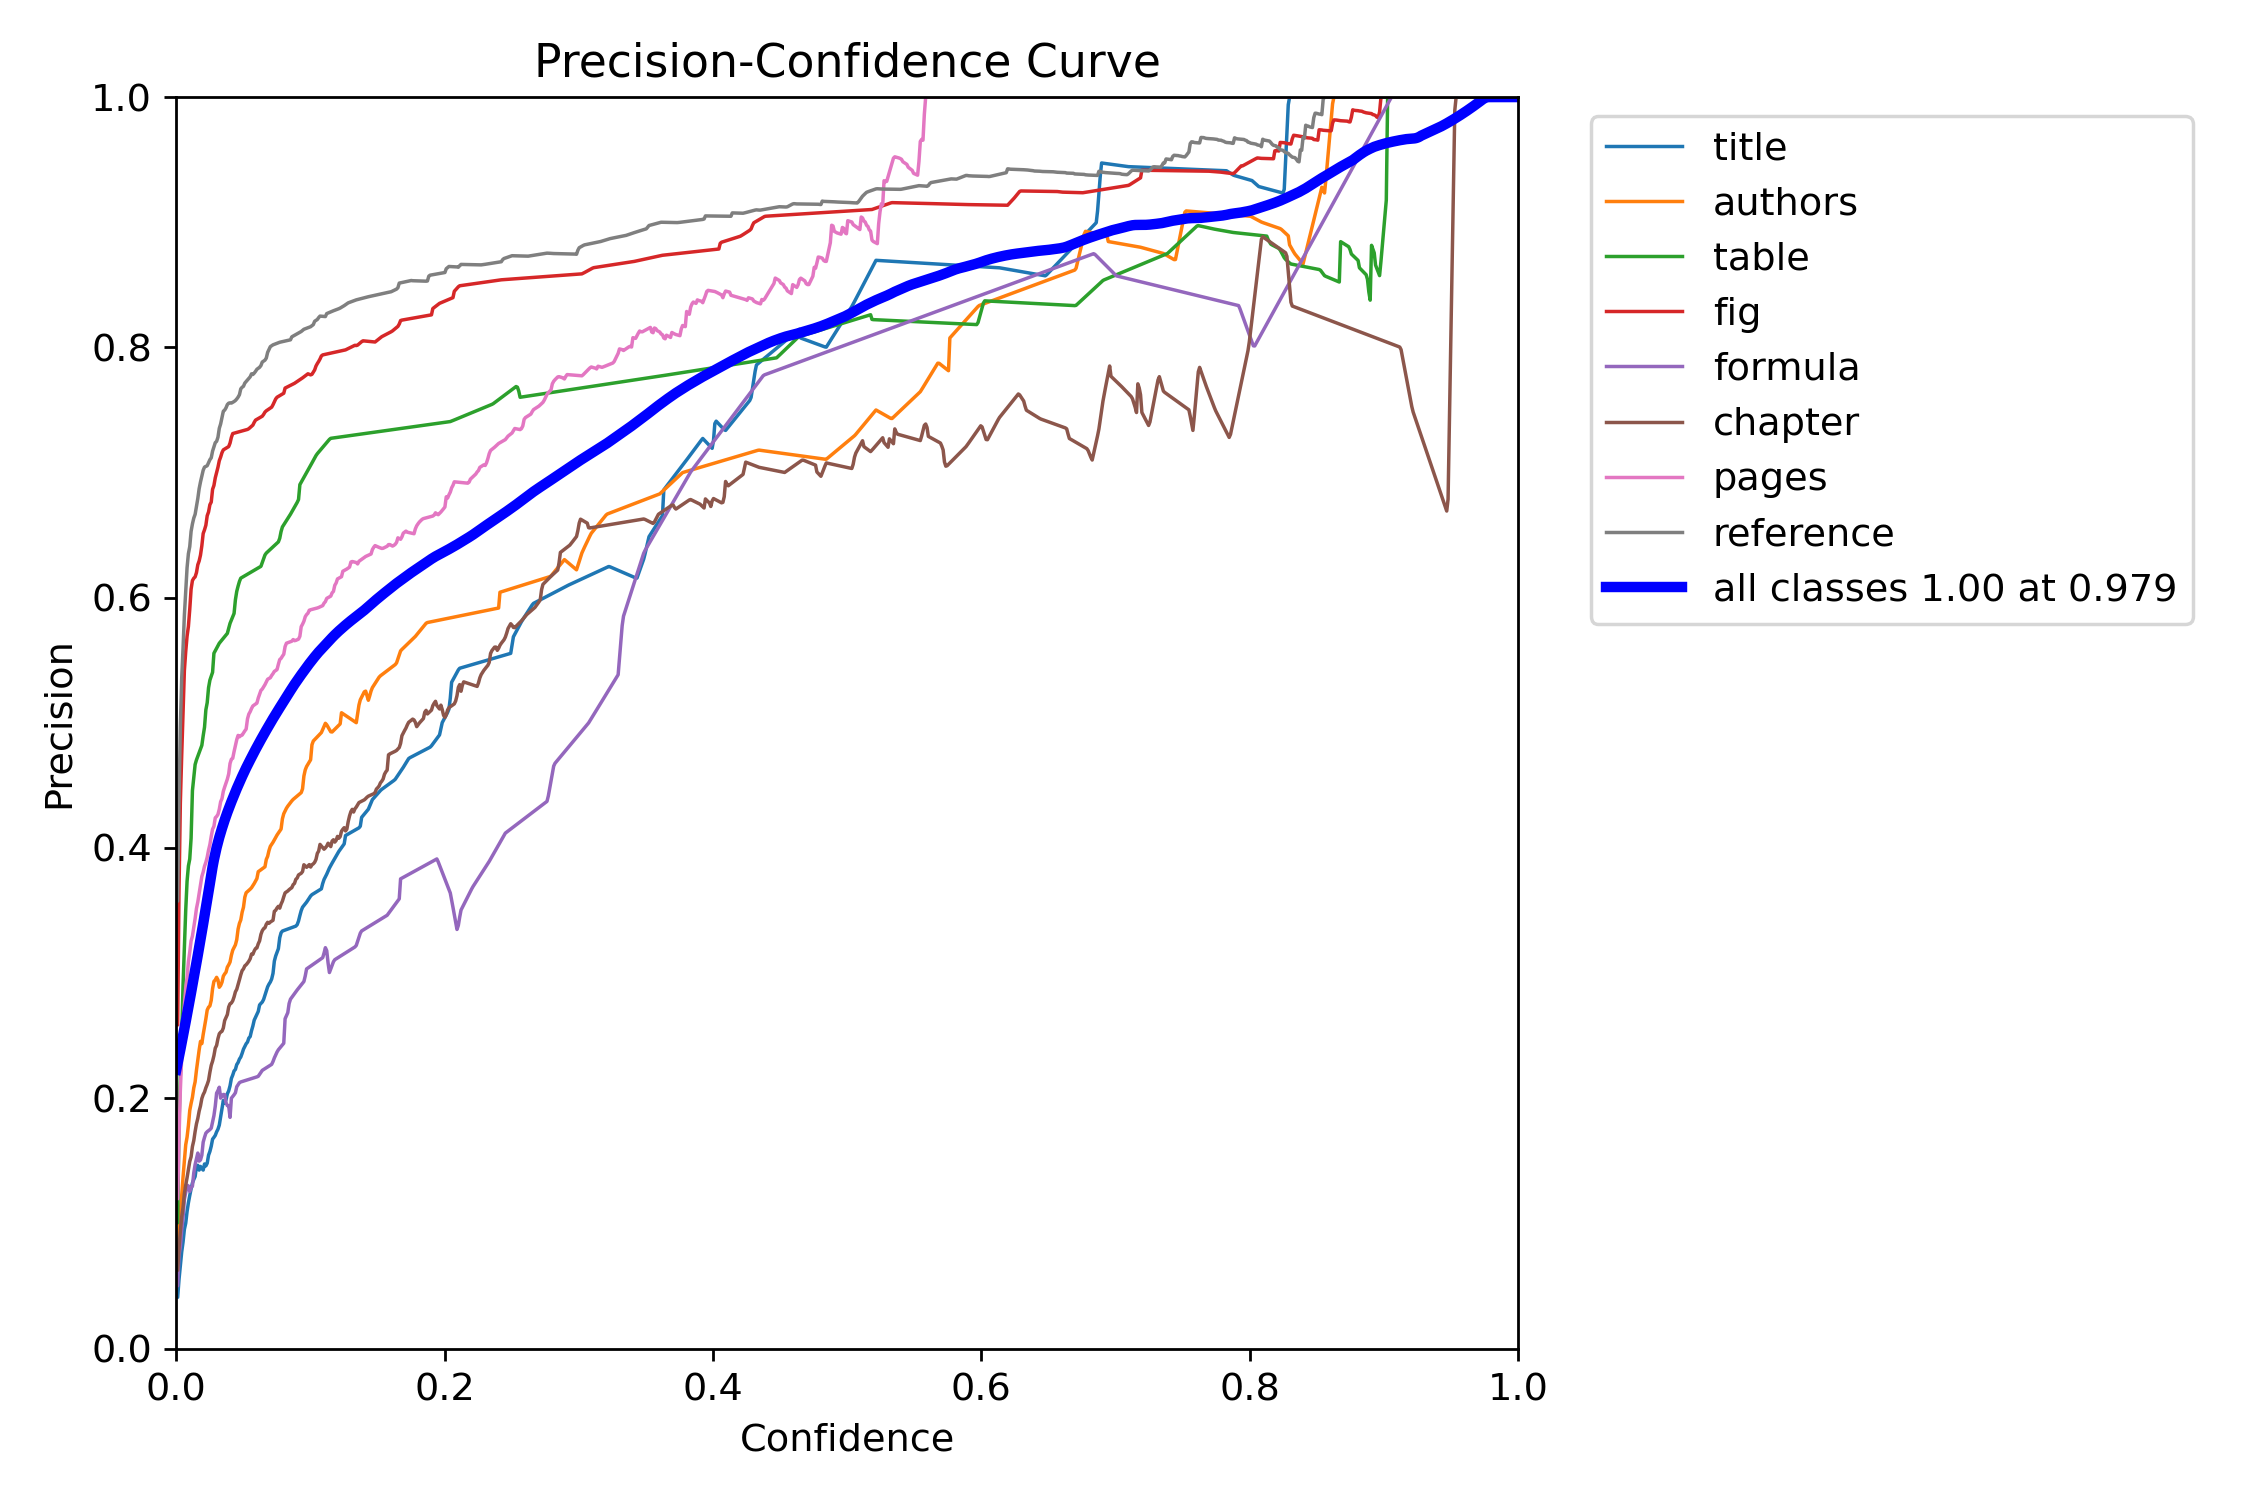 Precision-Confidence Curve
1.0
0.8
0.6
0.4
0.2
0.0
Precision
0.0 0.2 0.4 0.6 0.8 1.0
Confidence
title
authors
table
fig
formula
chapter
pages
reference
all classes 1.00 at 0.979